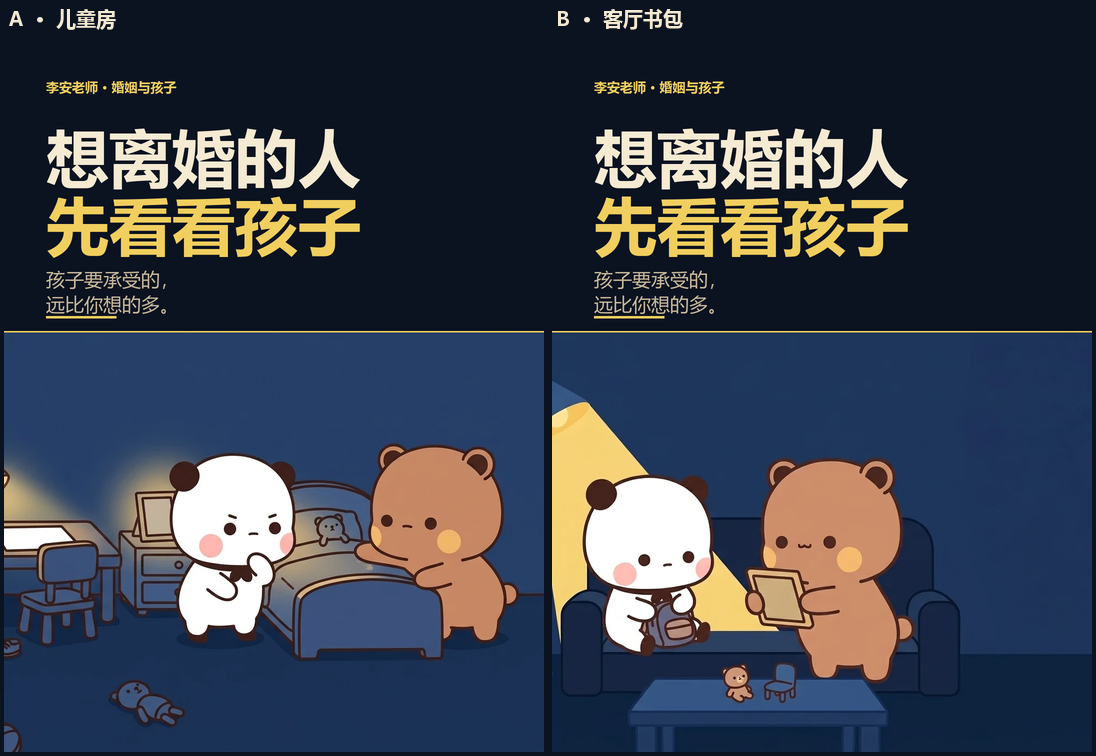 A • 儿童房
李安老师·婚姻与孩子
想离婚的人
先看看孩子
孩子要承受的，
远比你想的多。
B • 客厅书包
李安老师·婚姻与孩子
想离婚的人
先看看孩子
孩子要承受的，
远比你想的多。